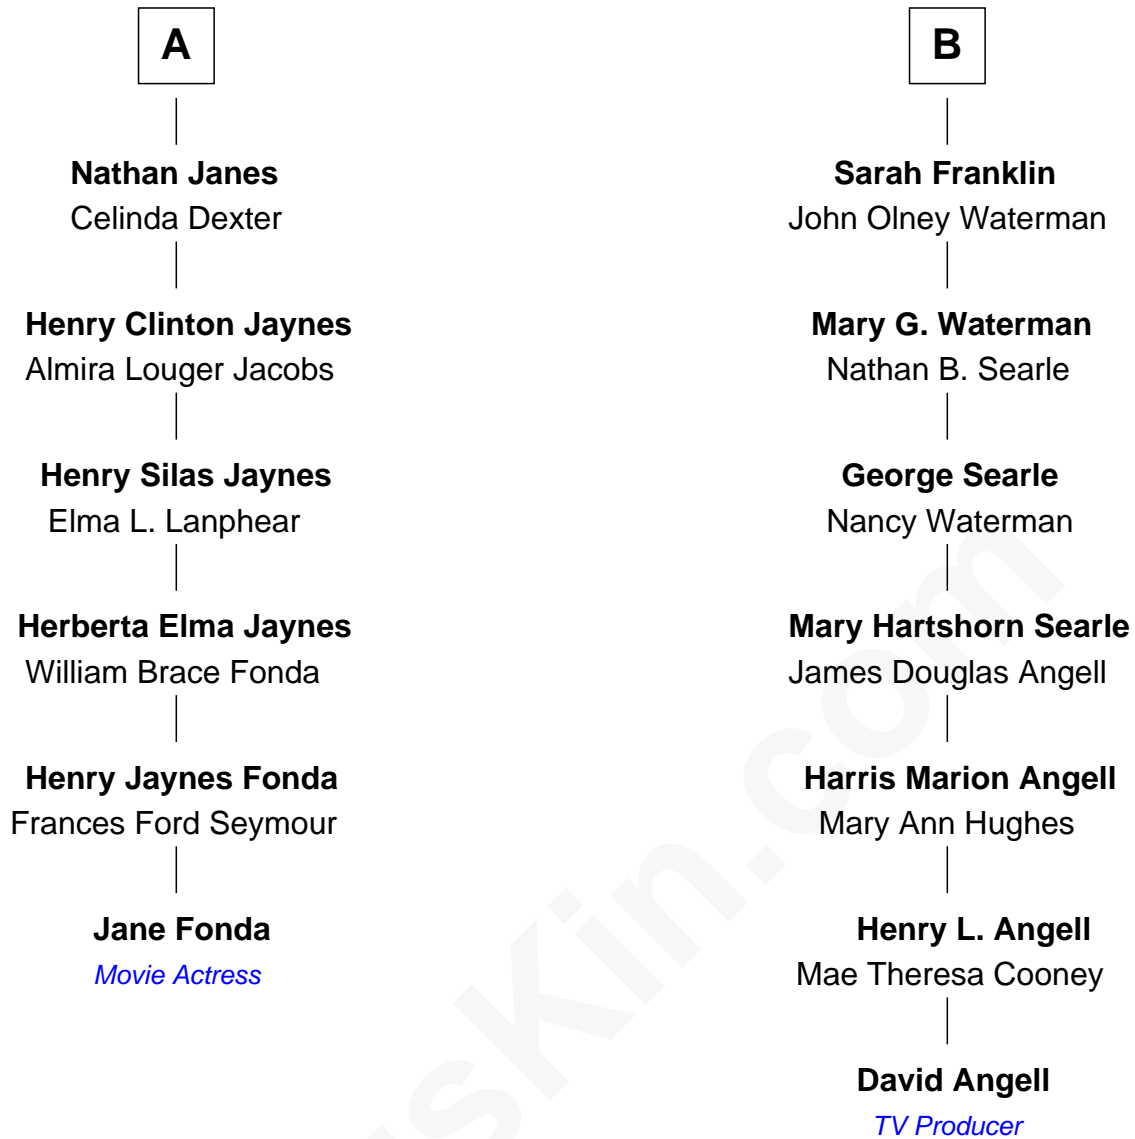 A
Nathan Janes
Celinda Dexter
Henry Clinton Jaynes
Almira Louger Jacobs
Henry Silas Jaynes
Elma L. Lanphear
Herberta Elma Jaynes
William Brace Fonda
Henry Jaynes Fonda
Frances Ford Seymour
Jane Fonda
Movie Actress
B
Sarah Franklin
John Olney Waterman
Mary G. Waterman
Nathan B. Searle
George Searle
Nancy Waterman
Mary Hartshorn Searle
James Douglas Angell
Harris Marion Angell
Mary Ann Hughes
Henry L. Angell
Mae Theresa Cooney
David Angell
TV Producer